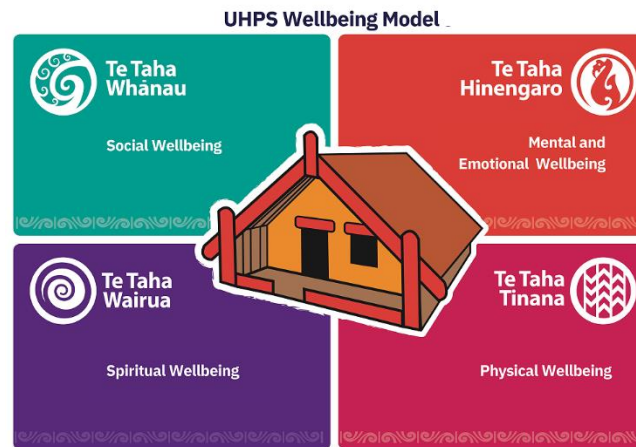 UHPS Wellbeing Model
Te Taha
Whānau
Social Wellbeing
Te Taha
Hinengaro
Mental and
Emotional Wellbeing
Te Taha
Wairua
Spiritual Wellbeing
Te Taha
Tinana
Physical Wellbeing